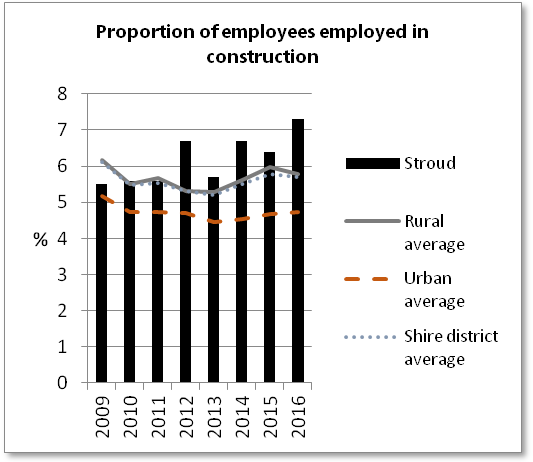 Proportion of employees employed in
construction
8
7
6
5
4
3
2
1
0
%
2009
2010
2011
2012
2013
2014
2015
2016
Stroud
Rural
average
Urban
average
Shire district
average